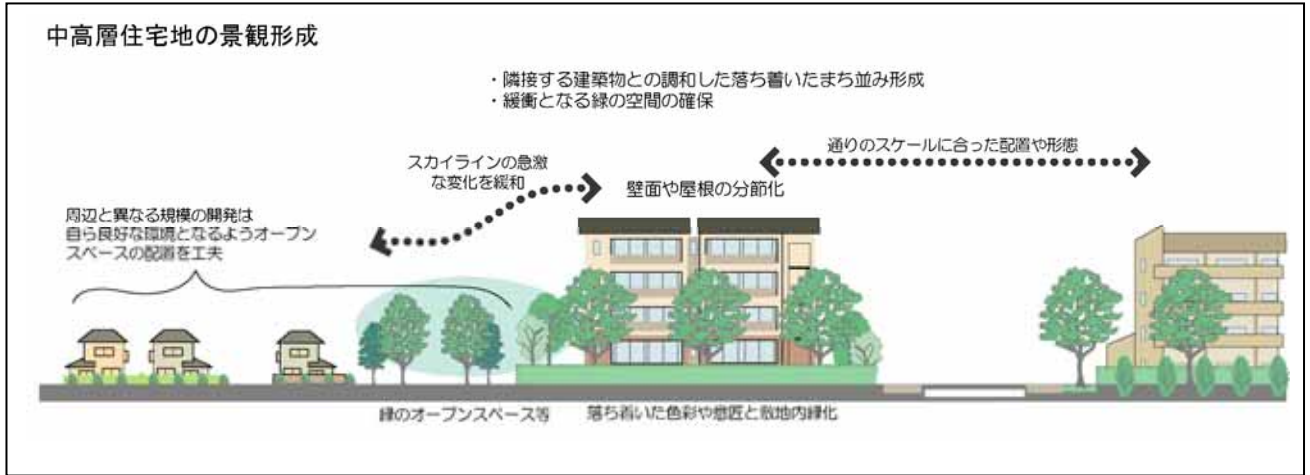 中高層住宅地の景観形成
・隣接する建築物との調和した落ち着いたまち並み形成
・緩衝となる緑の空間の確保
通りのスケールに合った配置や形態
スカイラインの急激
な変化を緩和
壁面や屋根の分節化
周辺と異なる規模の開発は
自ら良好な環境となるようオープン
スペースの配置を工夫
緑のオープンスペース等
落ち着いた色彩や意匠と敷地内緑化